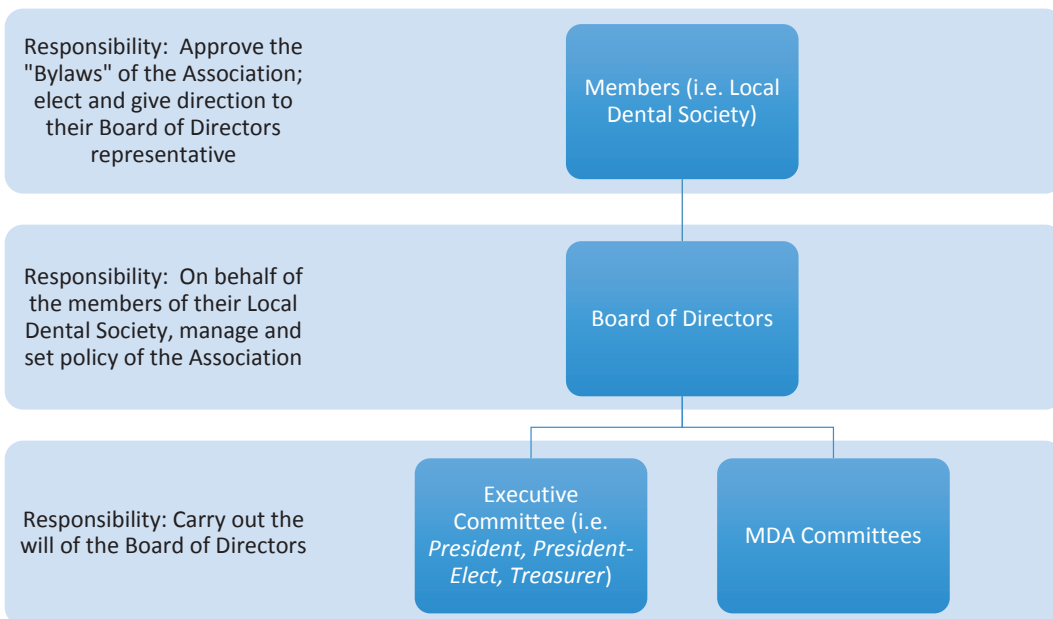 Responsibility:  Approve the
"Bylaws" of the Association;
elect and give direction to
their Board of Directors
representative
Members (i.e. Local
Dental Society)
Responsibility:  On behalf of
the members of their Local
Dental Society, manage and
set policy of the Association
Board of Directors
Responsibility: Carry out the
will of the Board of Directors
Executive
Committee (i.e.
President, President-
Elect, Treasurer)
MDA Committees